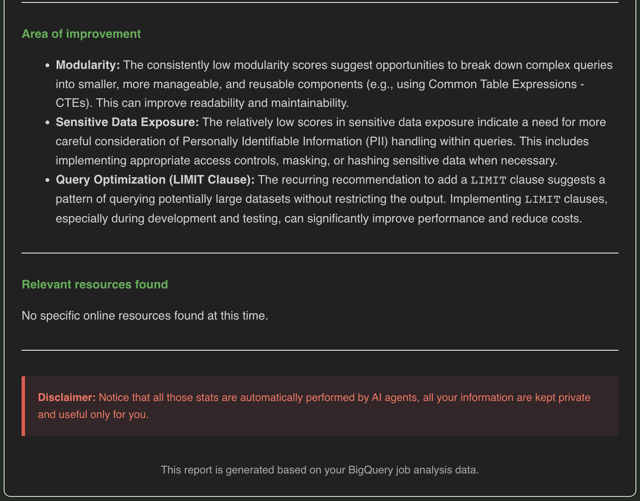 Area of improvement
• Modularity: The consistently low modularity scores suggest opportunities to break down complex queries
into smaller, more manageable, and reusable components (e.g., using Common Table Expressions -
CTEs). This can improve readability and maintainability.
• Sensitive Data Exposure: The relatively low scores in sensitive data exposure indicate a need for more
careful consideration of Personally Identifiable Information (PII) handling within queries. This includes
implementing appropriate access controls, masking, or hashing sensitive data when necessary.
• Query Optimization (LIMIT Clause): The recurring recommendation to add a LIMIT clause suggests a
pattern of querying potentially large datasets without restricting the output. Implementing LIMIT clauses,
especially during development and testing, can significantly improve performance and reduce costs.
Relevant resources found
No specific online resources found at this time.
Disclaimer: Notice that all those stats are automatically performed by AI agents, all your information are kept private
and useful only for you.
This report is generated based on your BigQuery job analysis data.